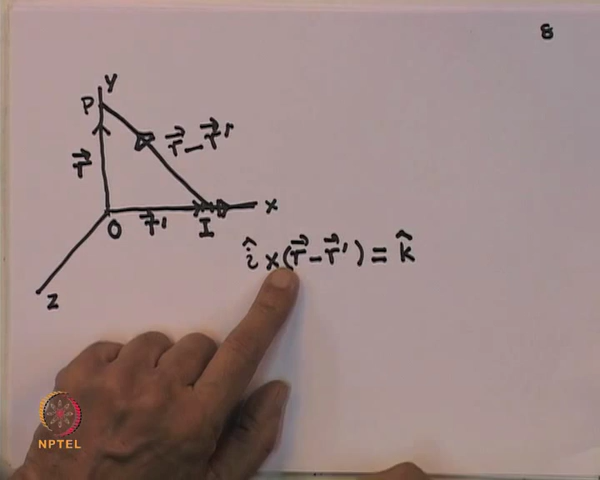 8
y
P
r⃗
r⃗ - r⃗'
O
r⃗'
I
x
î x (r⃗ - r⃗') = k̂
z
NPTEL